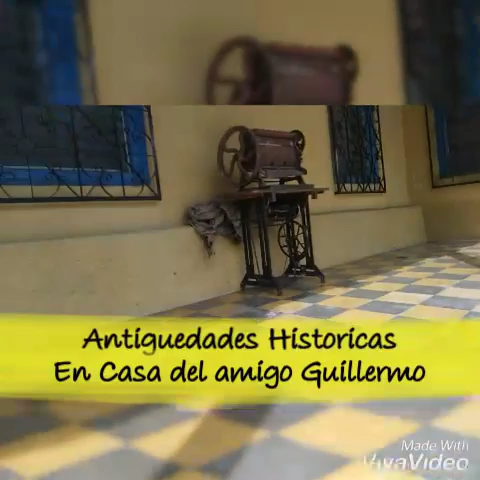 Antiguedades Historicas
En Casa del amigo Guillermo
Made With
VivaVideo